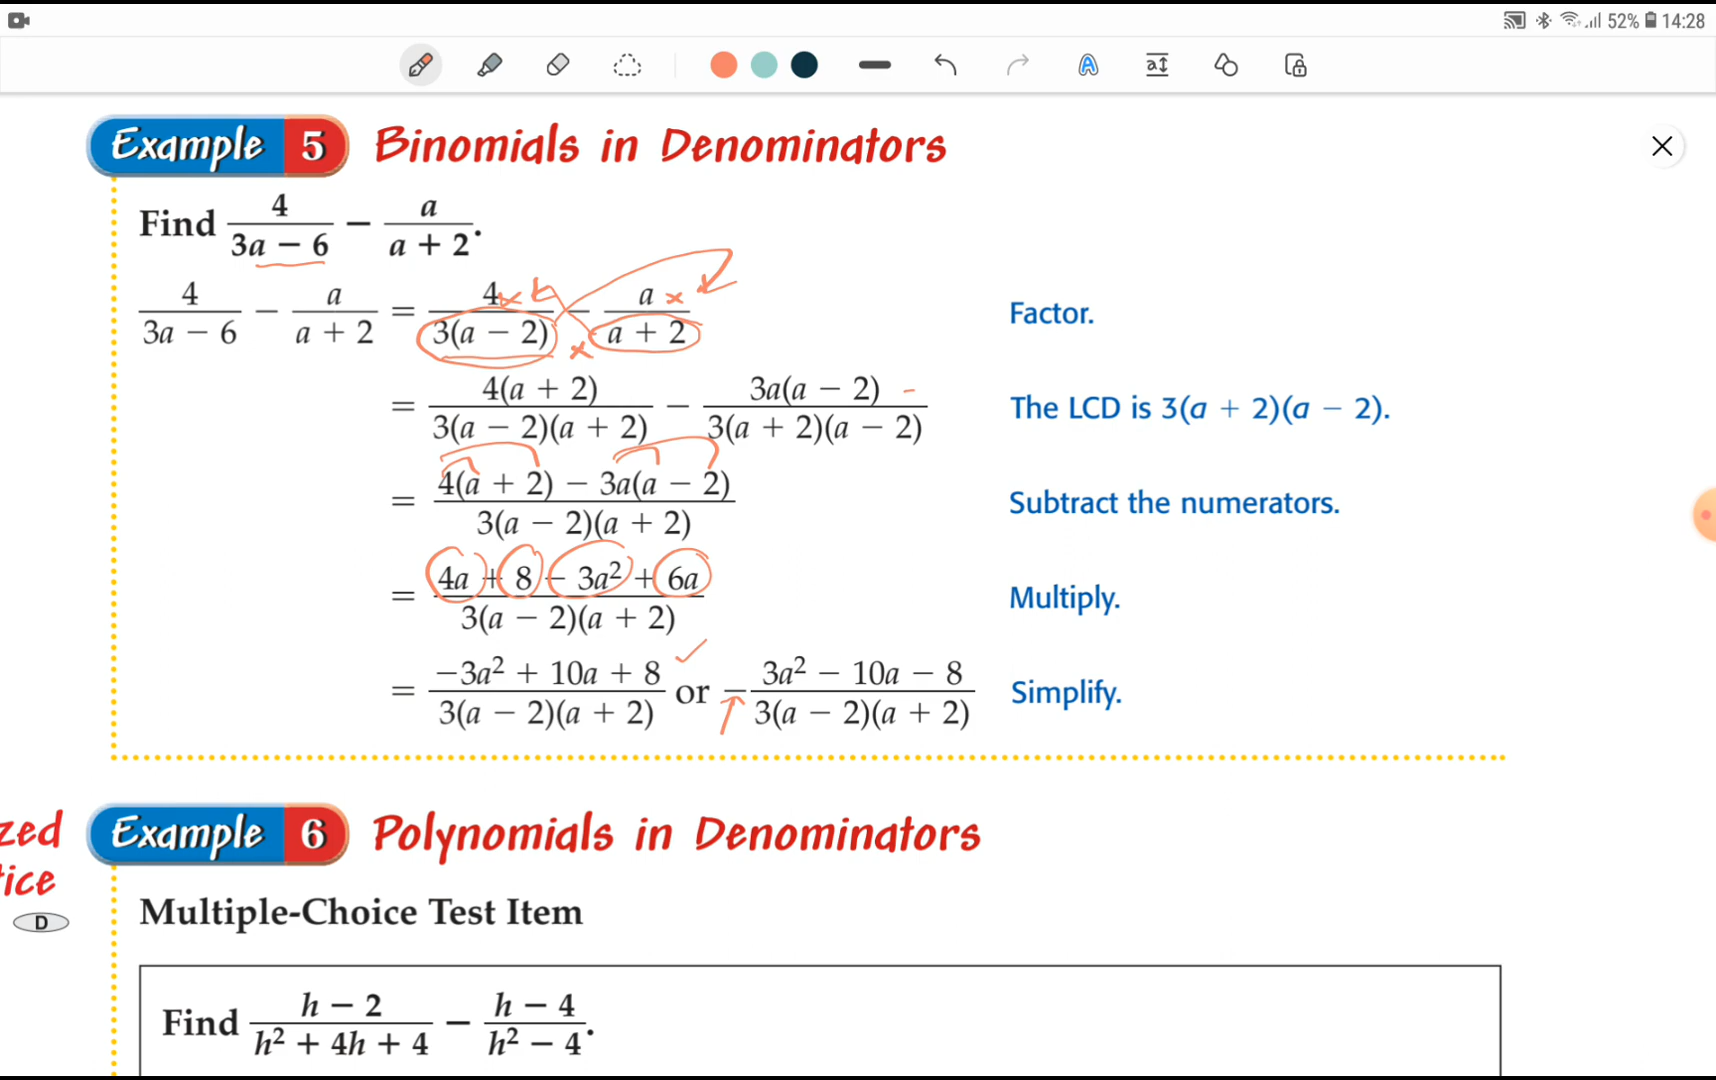 52% 14:28
Example 5 Binomials in Denominators
Find 4/(3a − 6) − a/(a + 2).
4/(3a − 6) − a/(a + 2) = 4/(3(a − 2)) − a/(a + 2) Factor.
= 4(a + 2)/(3(a − 2)(a + 2)) − 3a(a − 2)/(3(a + 2)(a − 2)) The LCD is 3(a + 2)(a − 2).
= (4(a + 2) − 3a(a − 2))/(3(a − 2)(a + 2)) Subtract the numerators.
= (4a + 8 − 3a² + 6a)/(3(a − 2)(a + 2)) Multiply.
= (−3a² + 10a + 8)/(3(a − 2)(a + 2)) or −(3a² − 10a − 8)/(3(a − 2)(a + 2)) Simplify.
zed
tice
D
Example 6 Polynomials in Denominators
Multiple-Choice Test Item
Find (h − 2)/(h² + 4h + 4) − (h − 4)/(h² − 4).